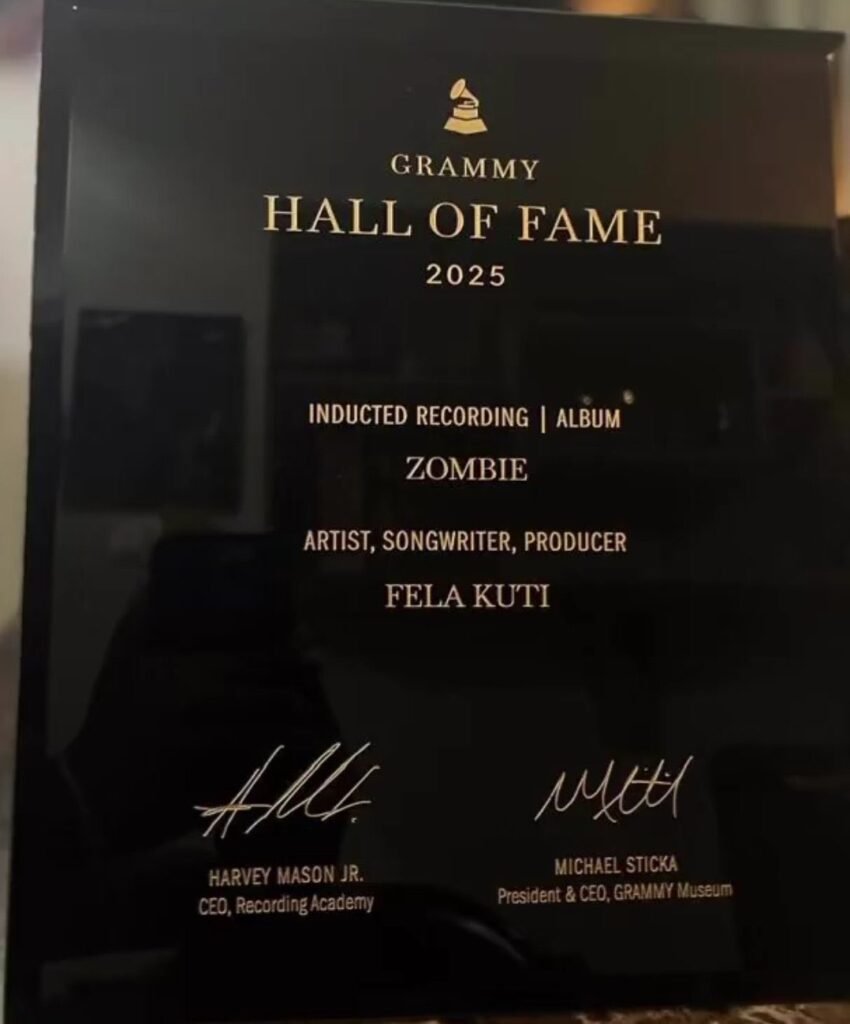 GRAMMY
HALL OF FAME
2025
INDUCTED RECORDING | ALBUM
ZOMBIE
ARTIST, SONGWRITER, PRODUCER
FELA KUTI
HARVEY MASON JR.
CEO, Recording Academy
MICHAEL STICKA
President & CEO, GRAMMY Museum